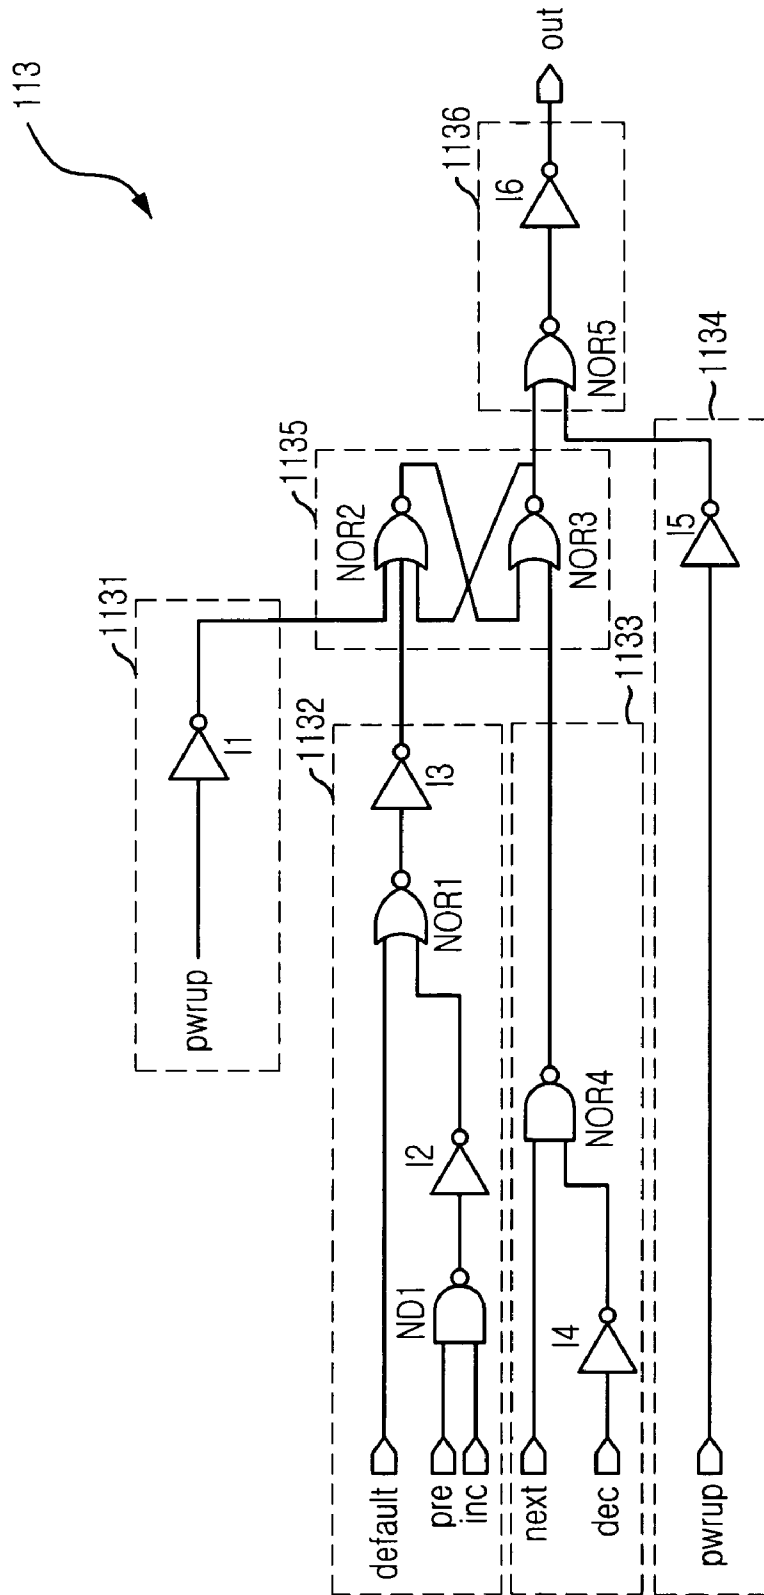 113
1131
pwrup
I1
1132
default
pre
inc
ND1
I2
NOR1
I3
1133
next
dec
I4
NOR4
1135
NOR2
NOR3
1134
pwrup
I5
1136
NOR5
I6
out